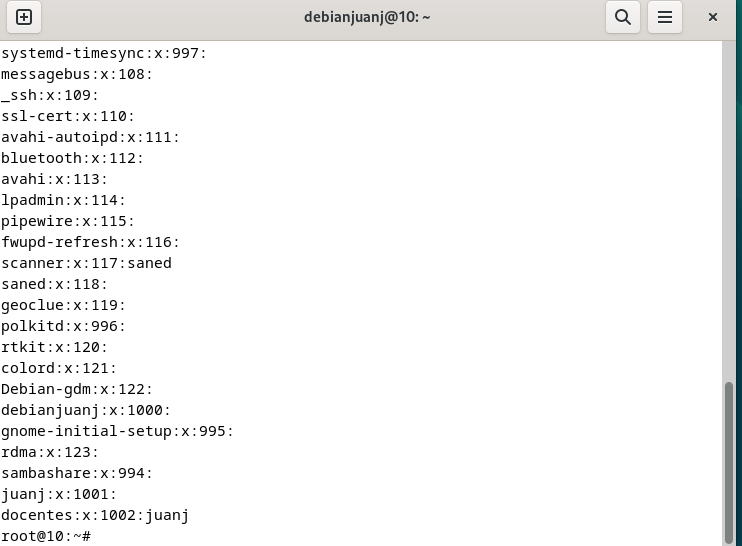 debianjuanj@10: ~
systemd-timesync:x:997:
messagebus:x:108:
_ssh:x:109:
ssl-cert:x:110:
avahi-autoipd:x:111:
bluetooth:x:112:
avahi:x:113:
lpadmin:x:114:
pipewire:x:115:
fwupd-refresh:x:116:
scanner:x:117:saned
saned:x:118:
geoclue:x:119:
polkitd:x:996:
rtkit:x:120:
colord:x:121:
Debian-gdm:x:122:
debianjuanj:x:1000:
gnome-initial-setup:x:995:
rdma:x:123:
sambashare:x:994:
juanj:x:1001:
docentes:x:1002:juanj
root@10:~#